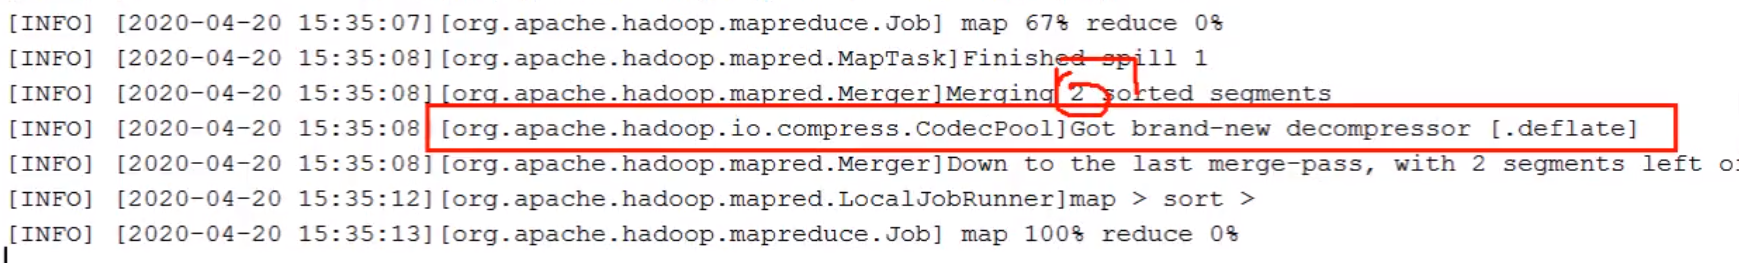 [INFO] [2020-04-20 15:35:07][org.apache.hadoop.mapreduce.Job] map 67% reduce 0%
[INFO] [2020-04-20 15:35:08][org.apache.hadoop.mapred.MapTask]Finished spill 1
[INFO] [2020-04-20 15:35:08][org.apache.hadoop.mapred.Merger]Merging 2 sorted segments
[INFO] [2020-04-20 15:35:08][org.apache.hadoop.io.compress.CodecPool]Got brand-new decompressor [.deflate]
[INFO] [2020-04-20 15:35:08][org.apache.hadoop.mapred.Merger]Down to the last merge-pass, with 2 segments left
[INFO] [2020-04-20 15:35:12][org.apache.hadoop.mapred.LocalJobRunner]map > sort >
[INFO] [2020-04-20 15:35:13][org.apache.hadoop.mapreduce.Job] map 100% reduce 0%